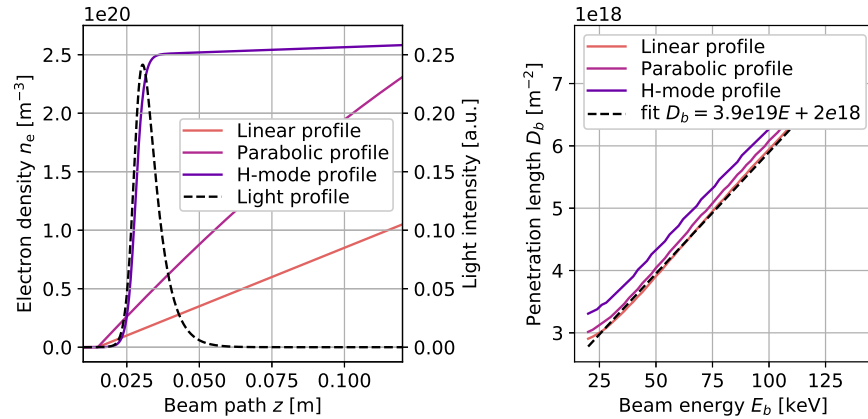 1e20
2.5
2.0
1.5
1.0
0.5
0.0
Electron density nₑ [m⁻³]
0.025
0.050
0.075
0.100
Beam path z [m]
0.25
0.20
0.15
0.10
0.05
0.00
Light intensity [a.u.]
Linear profile
Parabolic profile
H-mode profile
Light profile
1e18
7
6
5
4
3
Penetration length D_b [m⁻²]
25
50
75
100
125
Beam energy E_b [keV]
Linear profile
Parabolic profile
H-mode profile
fit D_b = 3.9e19E + 2e18